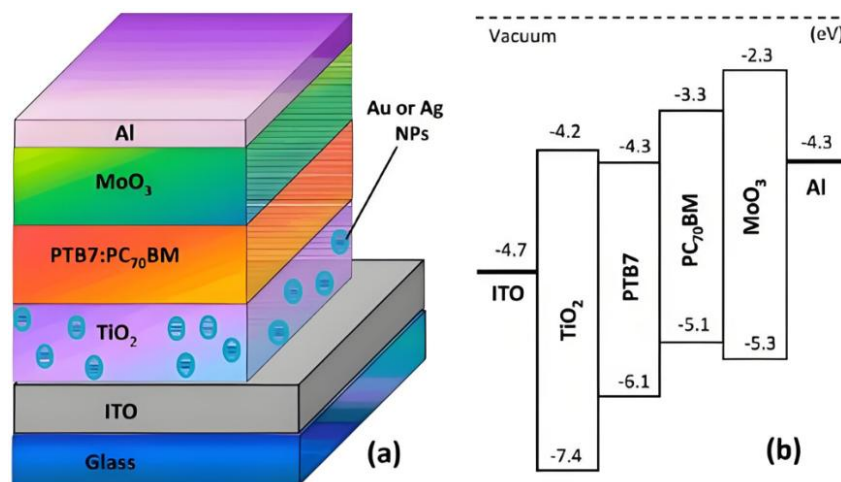 Al
MoO₃
PTB7:PC₇₀BM
TiO₂
ITO
Glass
Au or Ag
NPs
(a)
Vacuum
(eV)
-4.7
ITO
-4.2
TiO₂
-7.4
-4.3
PTB7
-6.1
-3.3
PC₇₀BM
-5.1
-2.3
MoO₃
-5.3
-4.3
Al
(b)